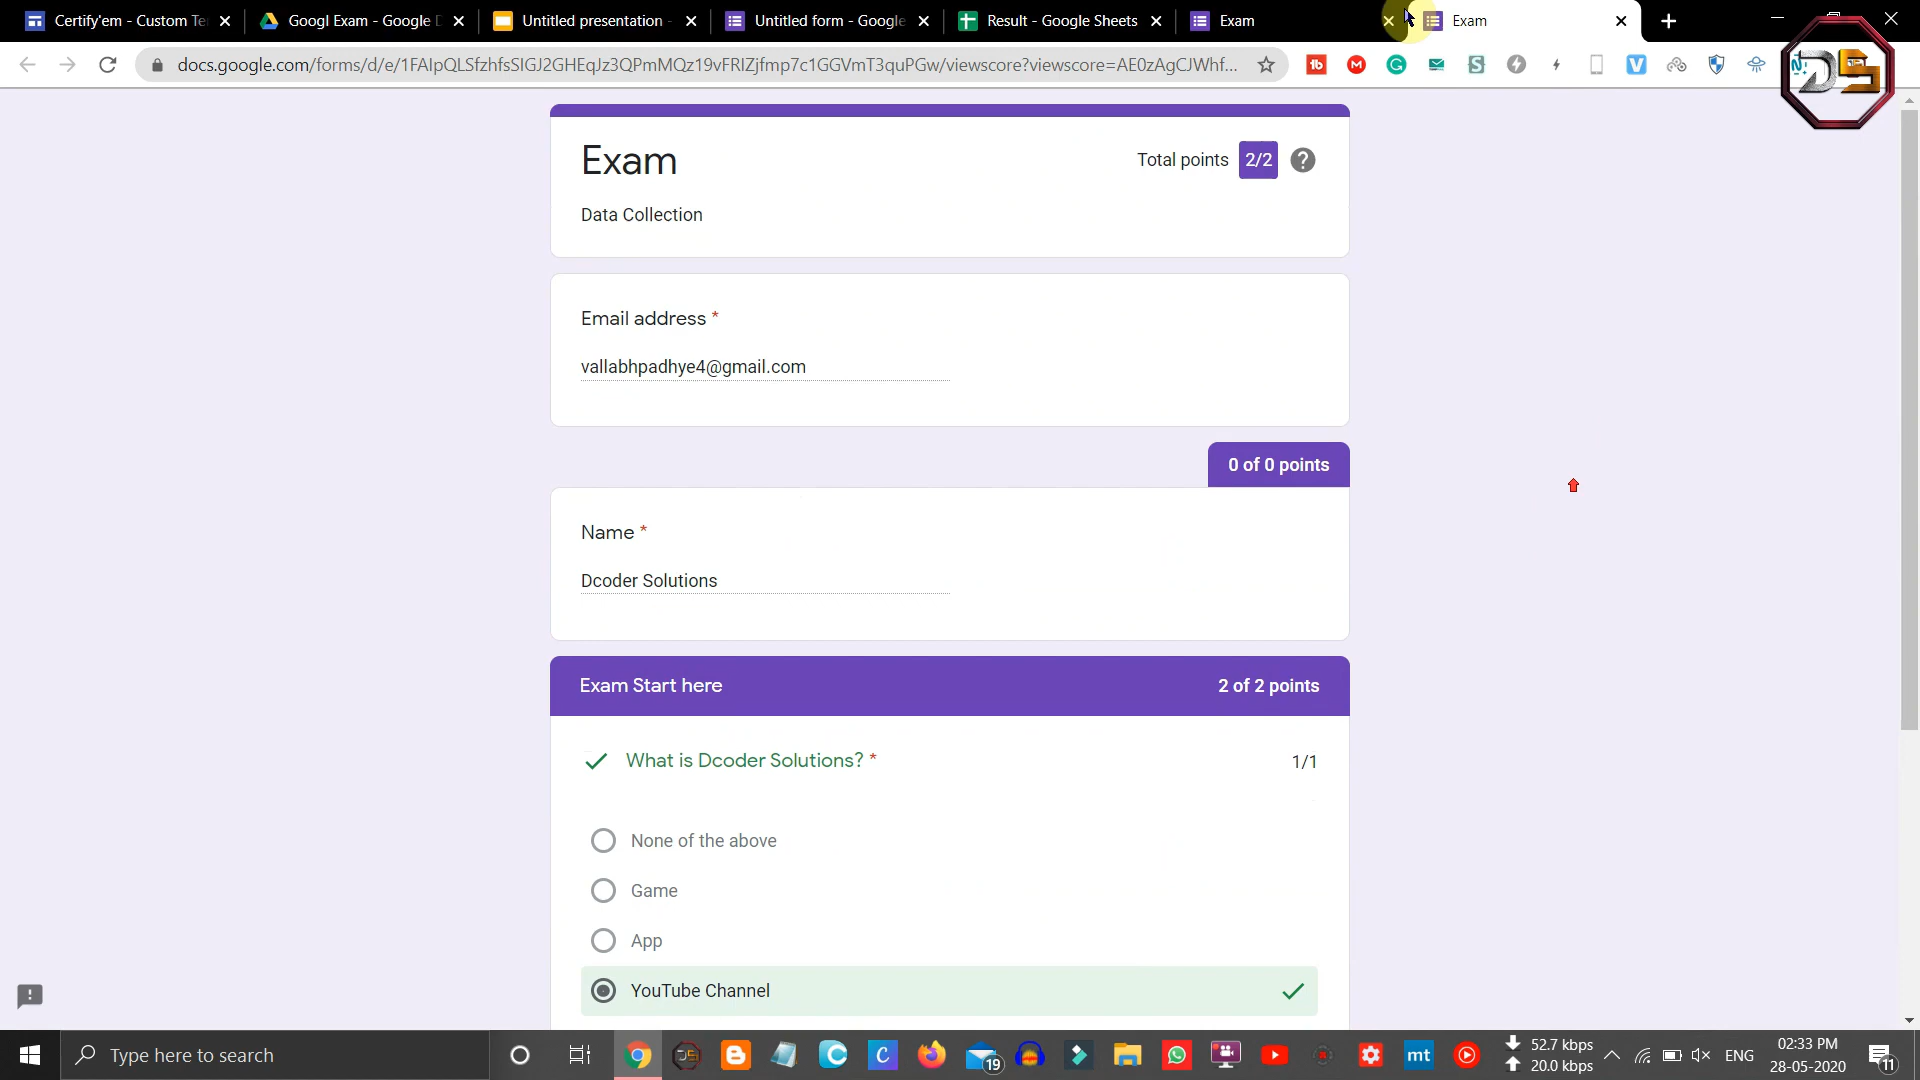 Certify'em - Custom Te
Googl Exam - Google D
Untitled presentation -
Untitled form - Google
Result - Google Sheets
Exam
Exam
docs.google.com/forms/d/e/1FAIpQLSfzhfsSIGJ2GHEqJz3QPmMQz19vFRIZjfmp7c1GGVmT3quPGw/viewscore?viewscore=AE0zAgCJWhf...
DS
Exam
Total points 2/2
Data Collection
Email address *
vallabhpadhye4@gmail.com
0 of 0 points
Name *
Dcoder Solutions
Exam Start here
2 of 2 points
What is Dcoder Solutions? *
1/1
None of the above
Game
App
YouTube Channel
Type here to search
19
mt
52.7 kbps
20.0 kbps
ENG
02:33 PM
28-05-2020
11